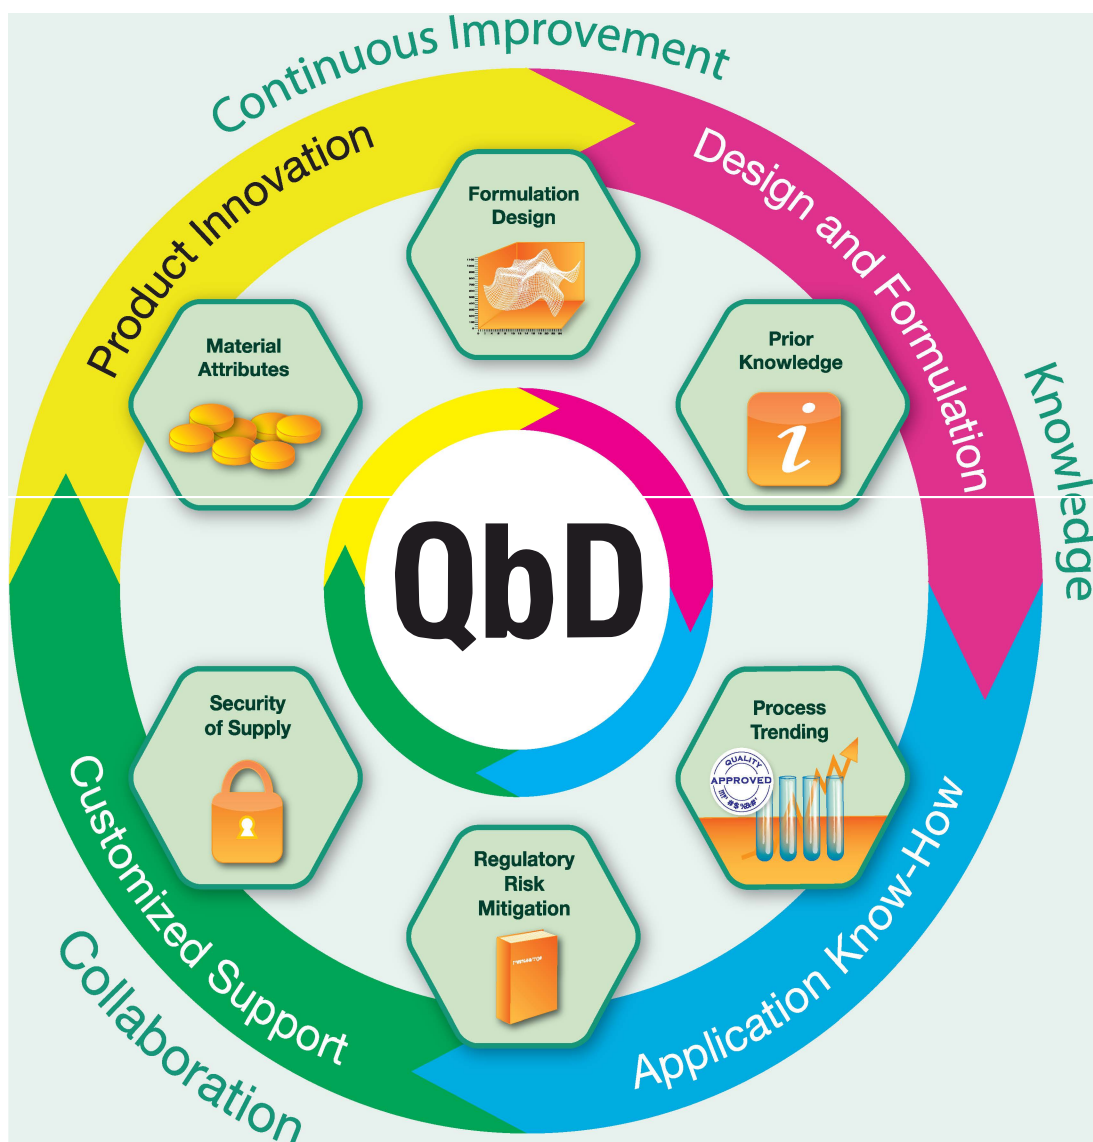 Continuous Improvement
Product Innovation
Design and Formulation
Formulation
Design
Material
Attributes
Prior
Knowledge
i
Knowledge
QbD
Security
of Supply
Process
Trending
QUALITY
APPROVED
Regulatory
Risk
Mitigation
Customized Support
Application Know-How
Collaboration